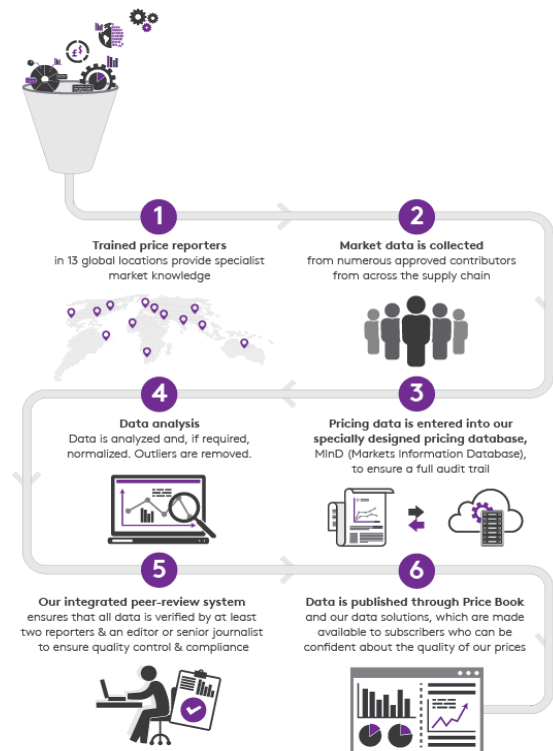 1
Trained price reporters
in 13 global locations provide specialist
market knowledge
2
Market data is collected
from numerous approved contributors
from across the supply chain
3
Pricing data is entered into our
specially designed pricing database,
MInD (Markets Information Database),
to ensure a full audit trail
4
Data analysis
Data is analyzed and, if required,
normalized. Outliers are removed.
5
Our integrated peer-review system
ensures that all data is verified by at least
two reporters & an editor or senior journalist
to ensure quality control & compliance
6
Data is published through Price Book
and our data solutions, which are made
available to subscribers who can be
confident about the quality of our prices